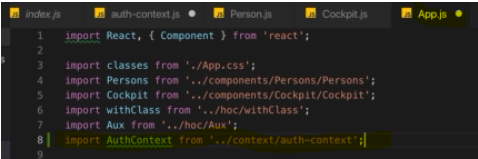 index.js auth-context.js Person.js Cockpit.js App.js
1 import React, { Component } from 'react';
2
3 import classes from './App.css';
4 import Persons from '../components/Persons/Persons';
5 import Cockpit from '../components/Cockpit/Cockpit';
6 import withClass from '../hoc/withClass';
7 import Aux from '../hoc/Aux';
8 import AuthContext from '../context/auth-context';
9